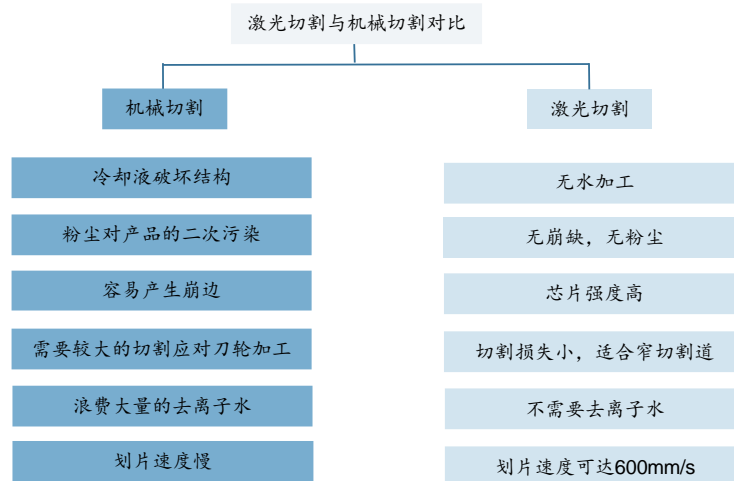 激光切割与机械切割对比
机械切割
激光切割
冷却液破坏结构
无水加工
粉尘对产品的二次污染
无崩缺，无粉尘
容易产生崩边
芯片强度高
需要较大的切割应对刀轮加工
切割损失小，适合窄切割道
浪费大量的去离子水
不需要去离子水
划片速度慢
划片速度可达600mm/s